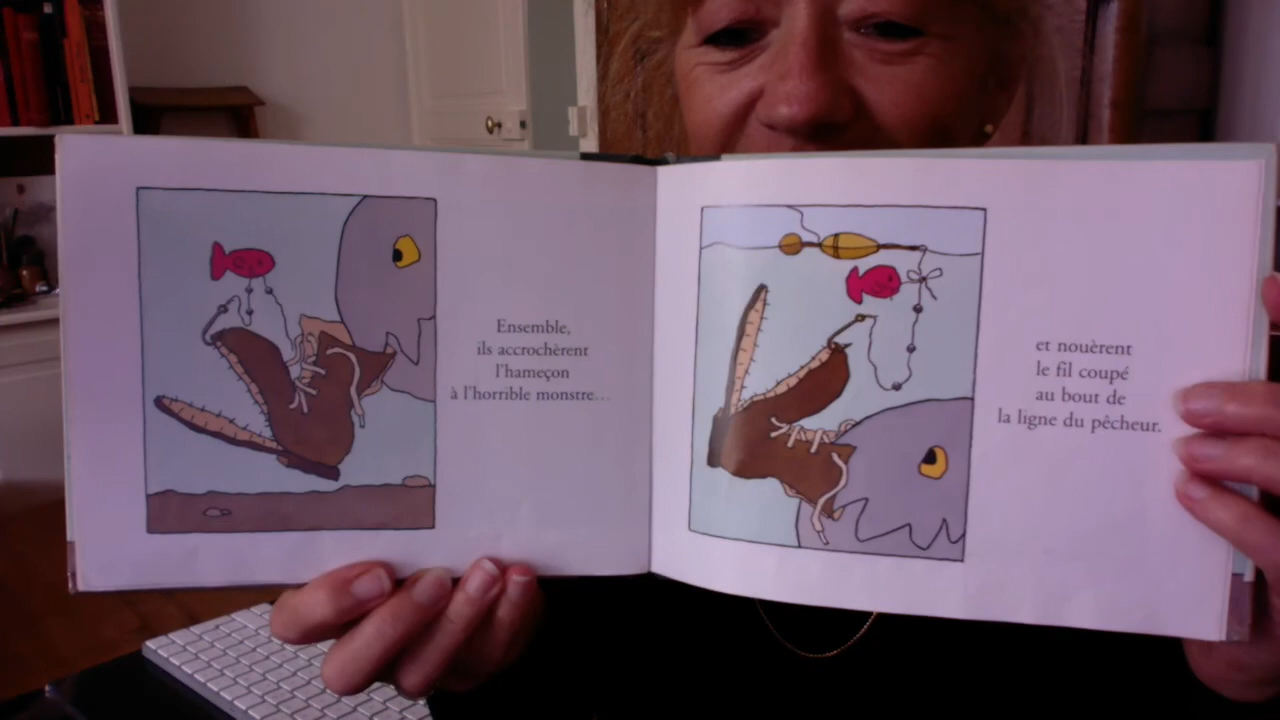 Ensemble,
ils accrochèrent
l'hameçon
à l'horrible monstre...
et nouèrent
le fil coupé
au bout de
la ligne du pêcheur.